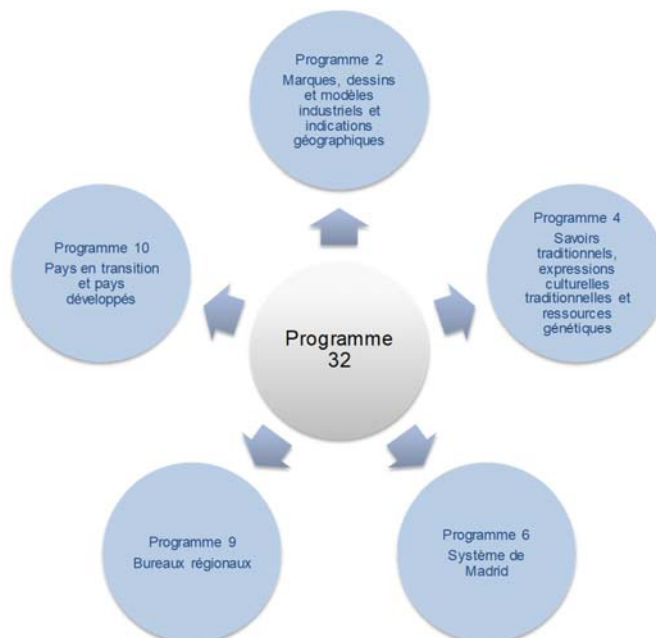 Programme 2
Marques, dessins
et modèles
industriels et
indications
géographiques
Programme 10
Pays en transition
et pays
développés
Programme 4
Savoirs
traditionnels,
expressions
culturelles
traditionnelles et
ressources
génétiques
Programme
32
Programme 9
Bureaux régionaux
Programme 6
Système de
Madrid